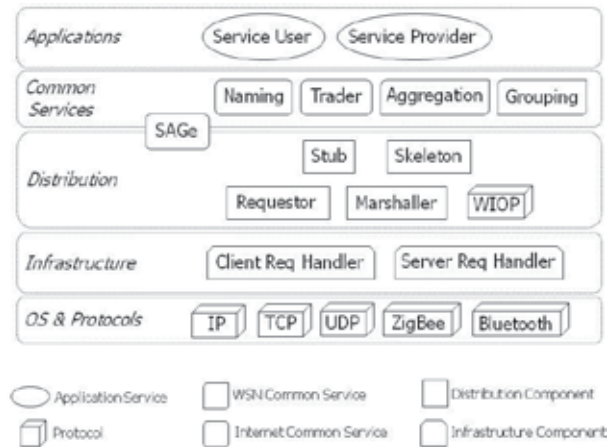 Applications
Service User
Service Provider
Common
Services
Naming
Trader
Aggregation
Grouping
SAGe
Distribution
Stub
Skeleton
Requestor
Marshaller
WIOP
Infrastructure
Client Req Handler
Server Req Handler
OS & Protocols
IP
TCP
UDP
ZigBee
Bluetooth
Application Service
WSN Common Service
Distribution Component
Protocol
Internet Common Service
Infrastructure Component